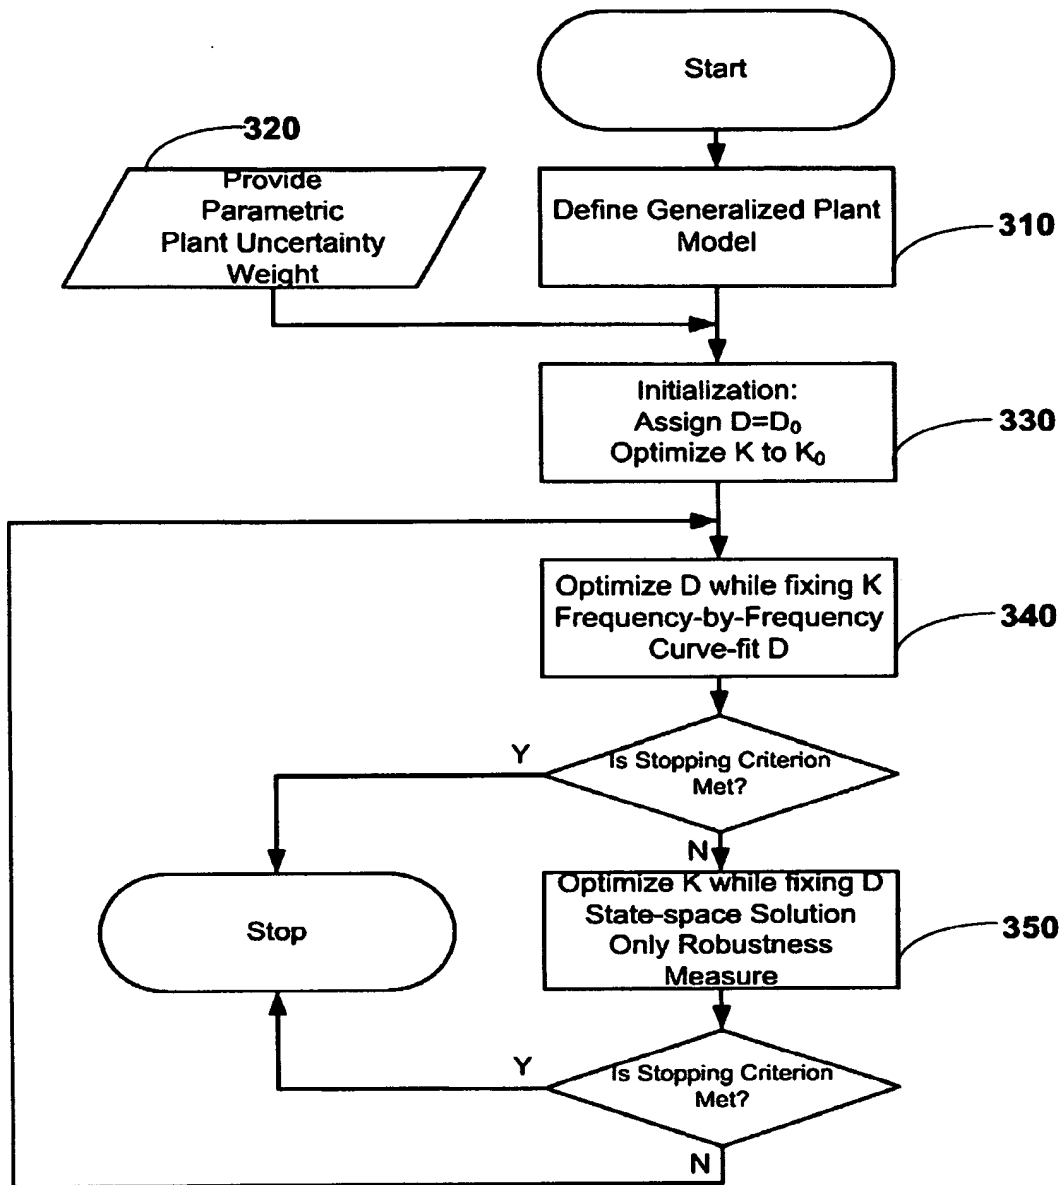 Start
320
Provide
Parametric
Plant Uncertainty
Weight
Define Generalized Plant
Model
310
Initialization:
Assign D=D₀
Optimize K to K₀
330
Optimize D while fixing K
Frequency-by-Frequency
Curve-fit D
340
Y
Is Stopping Criterion
Met?
N
Stop
Optimize K while fixing D
State-space Solution
Only Robustness
Measure
350
Y
Is Stopping Criterion
Met?
N